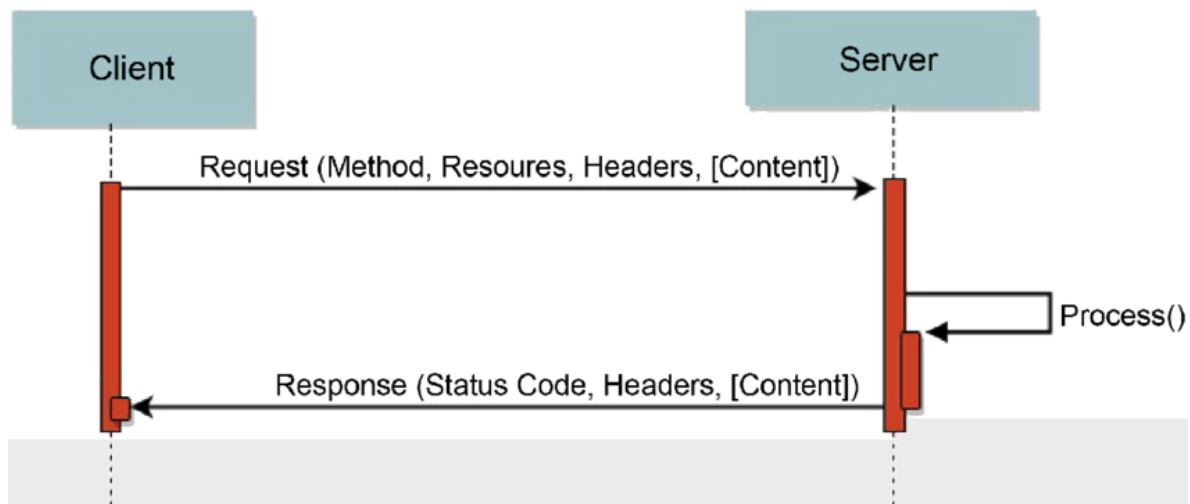 Client
Server
Request (Method, Resoures, Headers, [Content])
Process()
Response (Status Code, Headers, [Content])